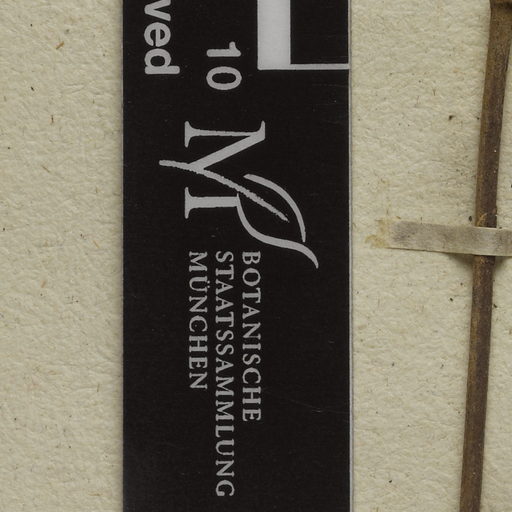 ved
10
BOTANISCHE
STAATSSAMMLUNG
MÜNCHEN